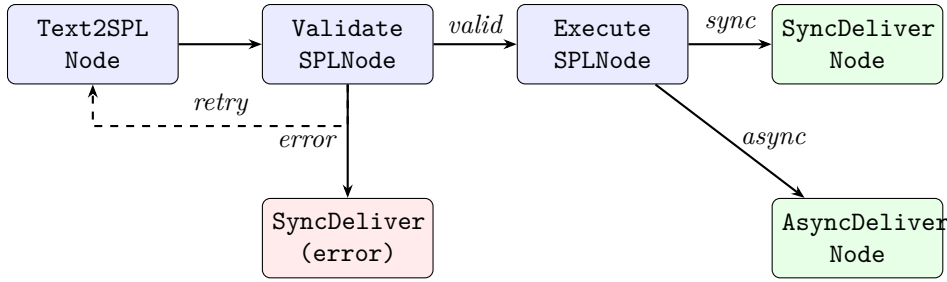 Text2SPL
Node
Validate
SPLNode
valid
Execute
SPLNode
sync
SyncDeliver
Node
retry
error
async
SyncDeliver
(error)
AsyncDeliver
Node